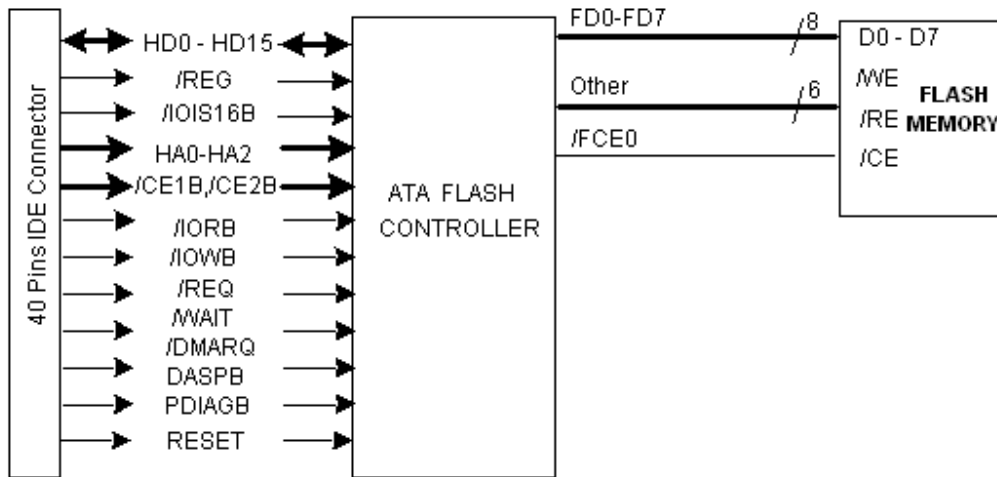 40 Pins IDE Connector
HD0 - HD15
/REG
/IOIS16B
HA0-HA2
/CE1B,/CE2B
/IORB
/IOWB
/REQ
/WAIT
/DMARQ
DASPB
PDIAGB
RESET
ATA FLASH
CONTROLLER
FD0-FD7
8
Other
6
/FCE0
D0 - D7
/WE
/RE
/CE
FLASH
MEMORY